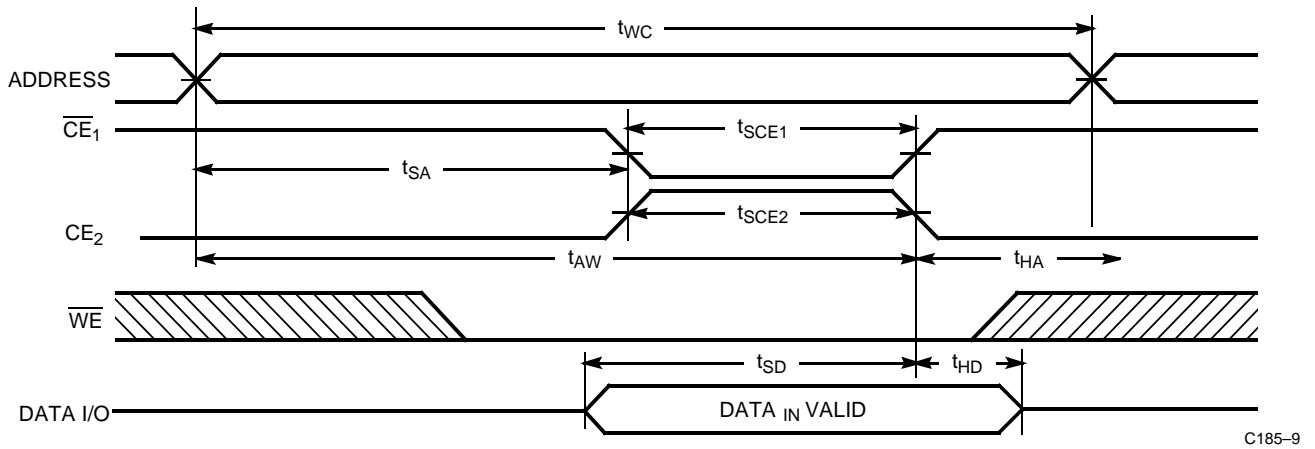 tWC
ADDRESS
CE1
tSCE1
tSA
tSCE2
CE2
tAW
tHA
WE
tSD
tHD
DATA I/O
DATA IN VALID
C185–9